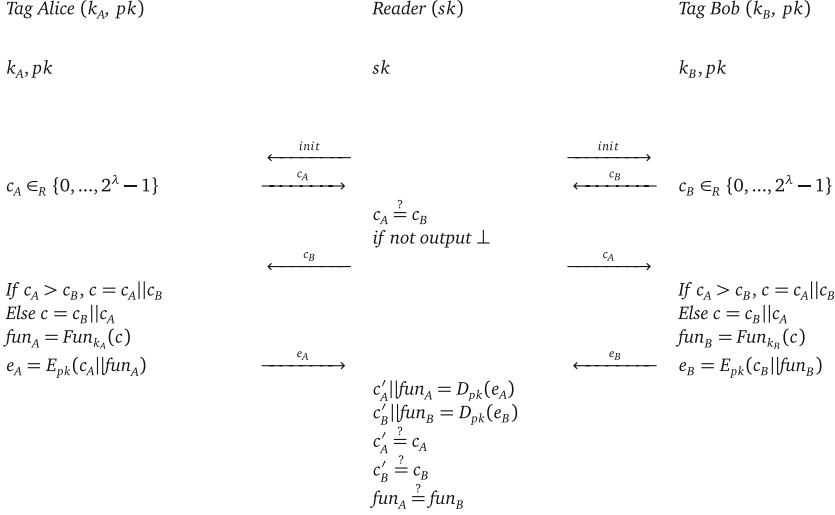 Tag Alice (k_A, pk) Reader (sk) Tag Bob (k_B, pk)
k_A, pk sk k_B, pk
init init
c_A ∈_R {0, ..., 2^λ − 1} c_A c_B c_B ∈_R {0, ..., 2^λ − 1}
c_A ≟ c_B
if not output ⊥
c_B c_A
If c_A > c_B, c = c_A||c_B If c_A > c_B, c = c_A||c_B
Else c = c_B||c_A Else c = c_B||c_A
fun_A = Fun_{k_A}(c) fun_B = Fun_{k_B}(c)
e_A = E_{pk}(c_A||fun_A) e_A e_B e_B = E_{pk}(c_B||fun_B)
c′_A||fun_A = D_{pk}(e_A)
c′_B||fun_B = D_{pk}(e_B)
c′_A ≟ c_A
c′_B ≟ c_B
fun_A ≟ fun_B